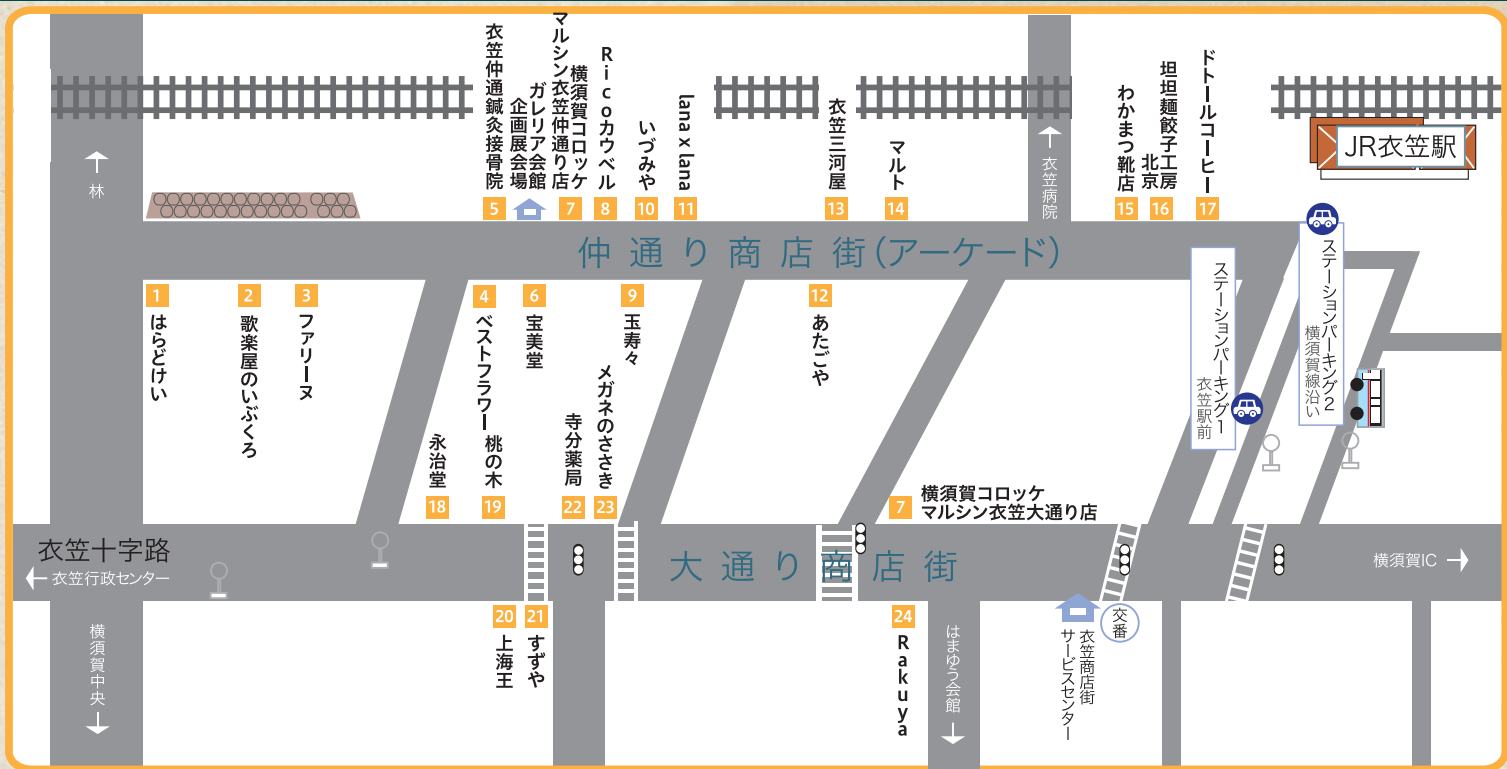 林
5
衣笠仲通鍼灸接骨院
企画展会場
ガレリア会館
7
マルシン衣笠仲通り店
横須賀コロッケ
8
Ricoカウベル
10
いづみや
11
lana x lana
13
衣笠三河屋
14
マルト
衣笠病院
15
わかまつ靴店
16
坦坦麺餃子工房
北京
17
ドトールコーヒー
JR衣笠駅
仲通り商店街(アーケード)
1
はらどけい
2
歌楽屋のいぶくろ
3
ファリーヌ
4
ベストフラワー
6
宝美堂
9
玉寿々
12
あたごや
ステーションパーキング1
衣笠駅前
ステーションパーキング2
横須賀線沿い
永治堂
18
桃の木
19
寺分薬局
22
メガネのささき
23
7
横須賀コロッケ
マルシン衣笠大通り店
衣笠十字路
衣笠行政センター
大通り商店街
横須賀IC
横須賀中央
20
上海王
21
すずや
24
Rakuya
はまゆう会館
衣笠商店街
サービスセンター
交番